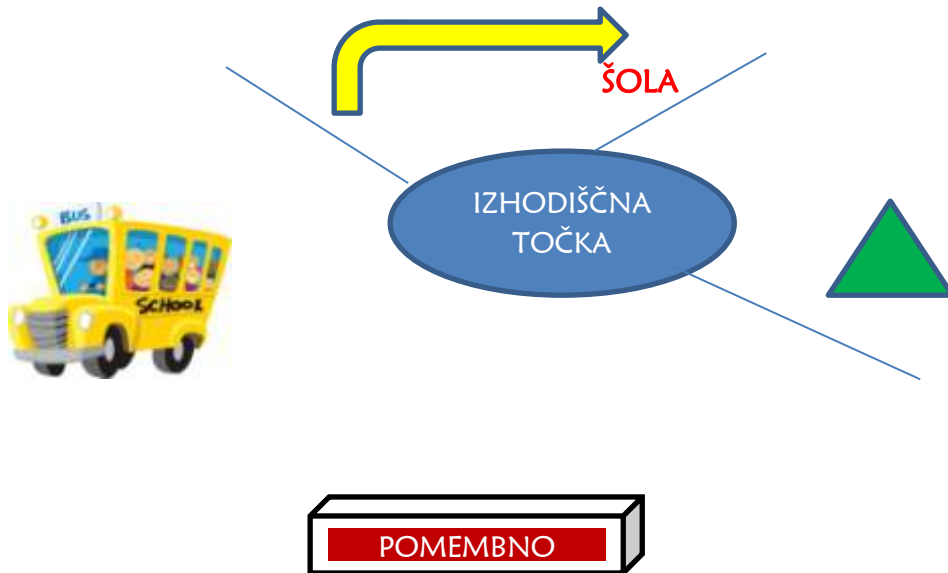 ŠOLA
IZHODIŠČNA
TOČKA
BUS
SCHOOL
POMEMBNO